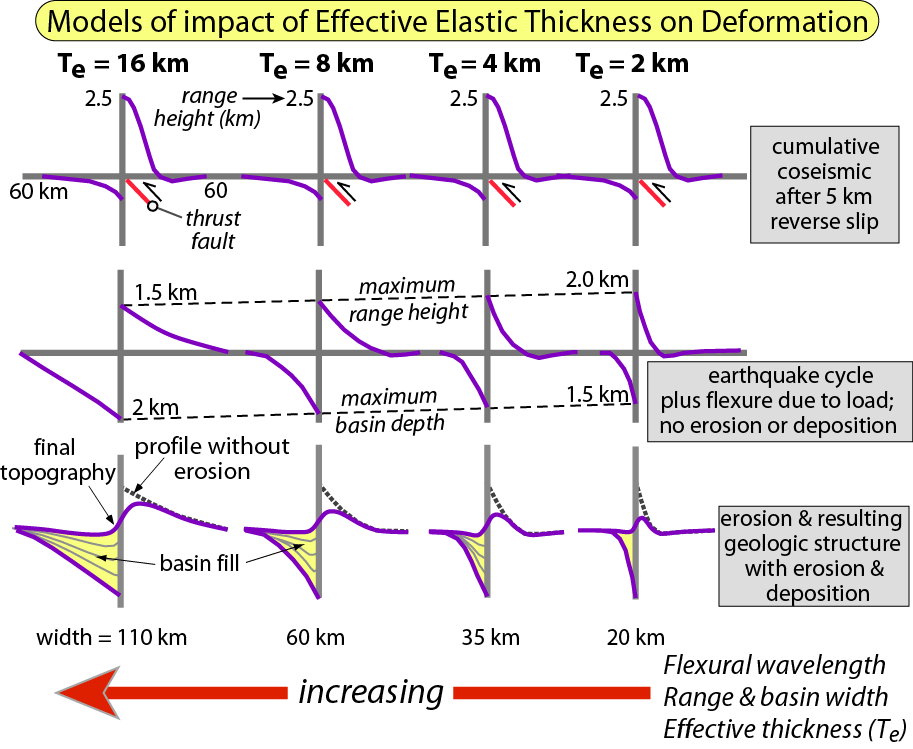 Models of impact of Effective Elastic Thickness on Deformation
Te = 16 km
Te = 8 km
Te = 4 km
Te = 2 km
2.5
range
height (km)
2.5
2.5
2.5
60 km
60
thrust
fault
cumulative
coseismic
after 5 km
reverse slip
1.5 km
maximum
range height
2.0 km
2 km
maximum
basin depth
1.5 km
earthquake cycle
plus flexure due to load;
no erosion or deposition
final
topography
profile without
erosion
basin fill
erosion & resulting
geologic structure
with erosion &
deposition
width = 110 km
60 km
35 km
20 km
increasing
Flexural wavelength
Range & basin width
Effective thickness (Te)